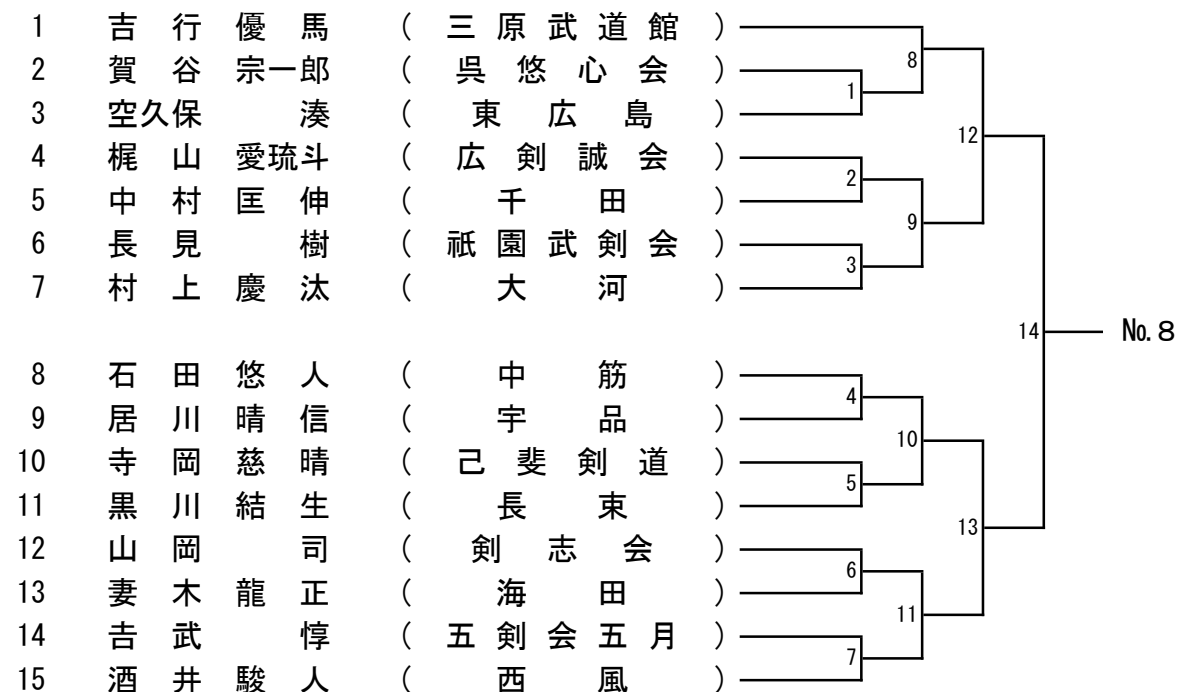 1 吉行優馬 (三原武道館)
2 賀谷宗一郎 (呉悠心会)
3 空久保湊 (東広島)
4 梶山愛琉斗 (広剣誠会)
5 中村匡伸 (千田)
6 長見樹 (祇園武剣会)
7 村上慶汰 (大河)
8 石田悠人 (中筋)
9 居川晴信 (宇品)
10 寺岡慈晴 (己斐剣道)
11 黒川結生 (長束)
12 山岡司 (剣志会)
13 妻木龍正 (海田)
14 吉武惇 (五剣会五月)
15 酒井駿人 (西風)
8
1
12
2
9
3
14 №8
4
10
5
13
6
11
7